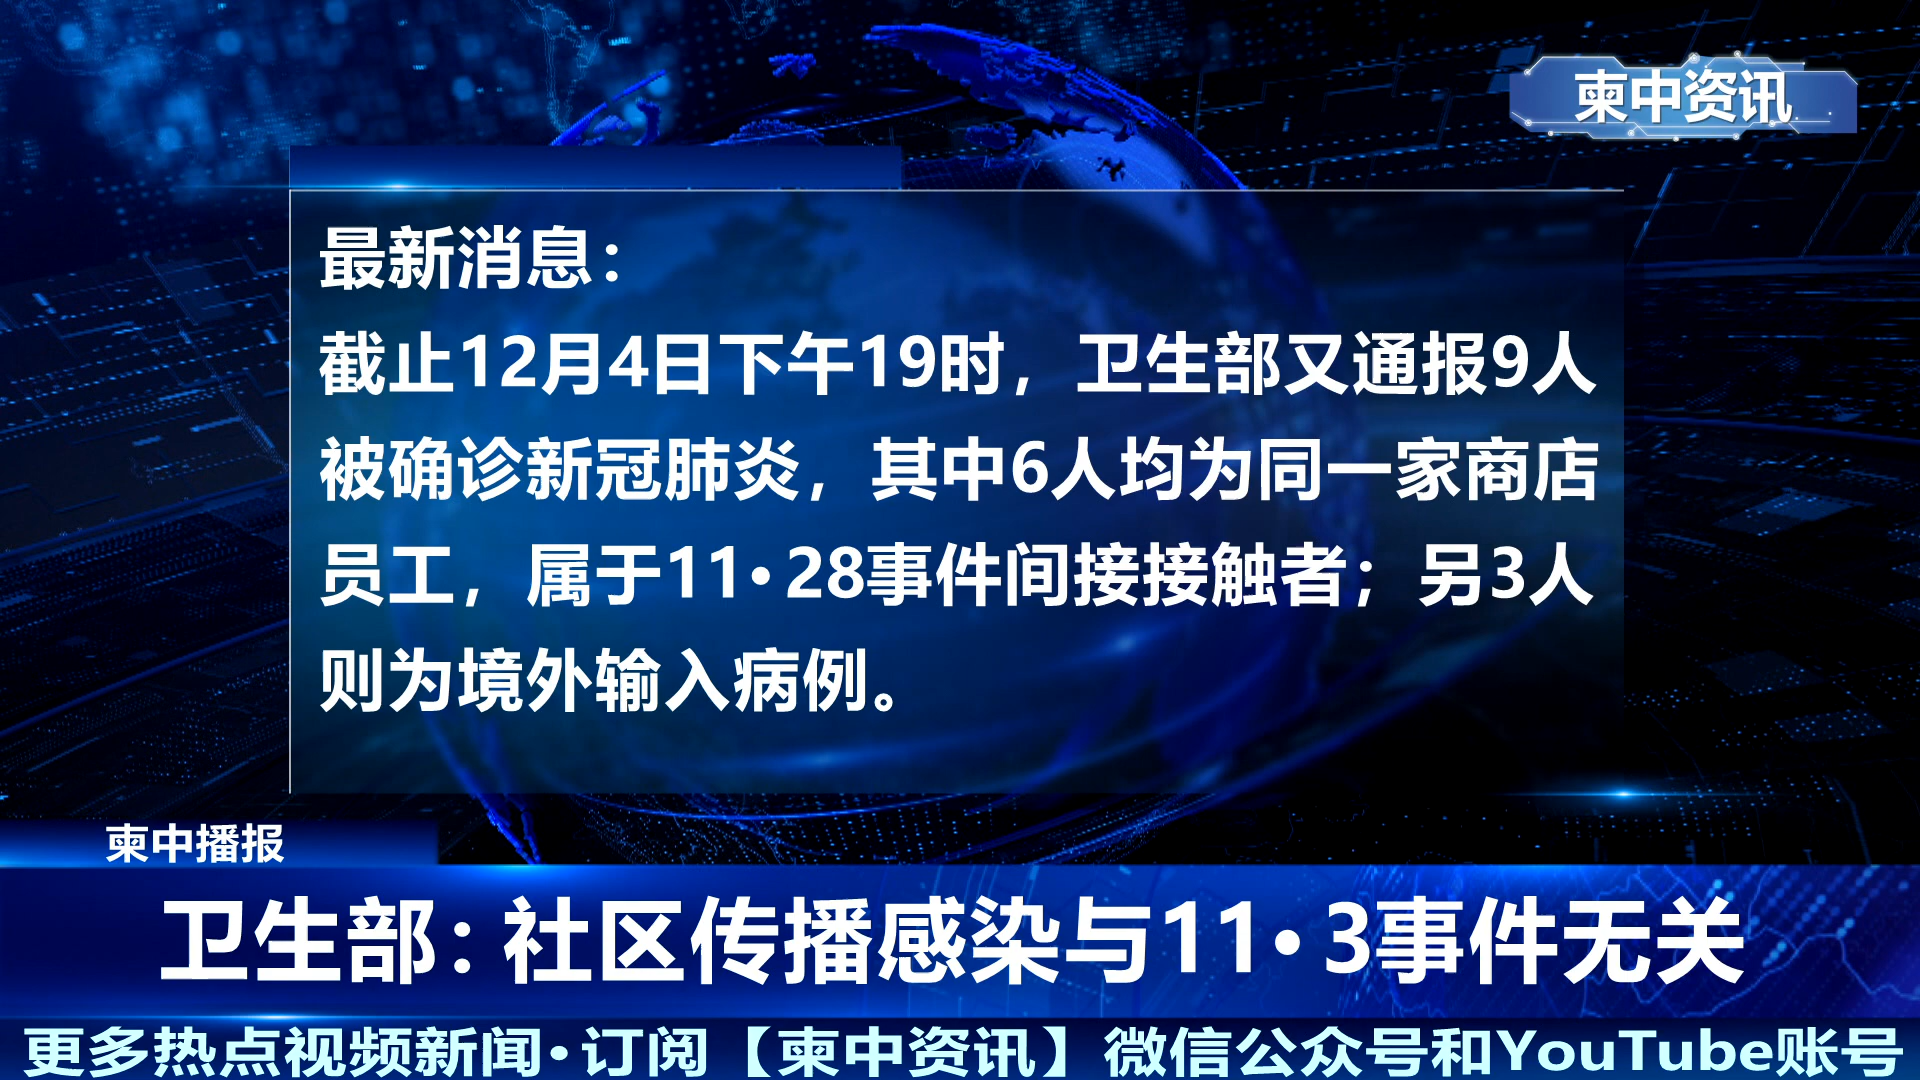 柬中资讯
最新消息：
截止12月4日下午19时，卫生部又通报9人
被确诊新冠肺炎，其中6人均为同一家商店
员工，属于11·28事件间接接触者；另3人
则为境外输入病例。
柬中播报
卫生部：社区传播感染与11·3事件无关
更多热点视频新闻·订阅【柬中资讯】微信公众号和YouTube账号